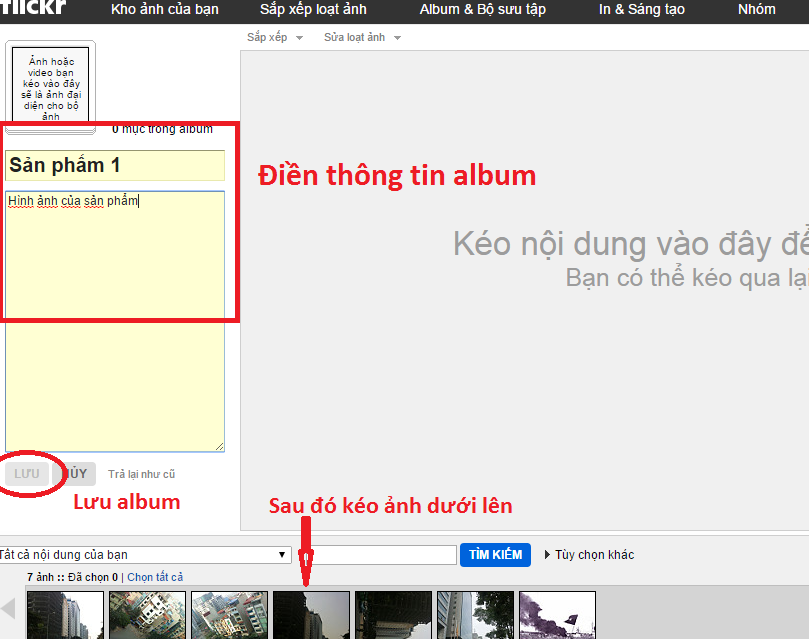 flickr
Kho ảnh của bạn Sắp xếp loạt ảnh Album & Bộ sưu tập In & Sáng tạo Nhóm
Sắp xếp Sửa loạt ảnh
Ảnh hoặc
video bạn
kéo vào đây
sẽ là ảnh đại
diện cho bộ
ảnh
0 mục trong album
Sản phẩm 1
Điền thông tin album
Hình ảnh của sản phẩm
Kéo nội dung vào đây để
Bạn có thể kéo qua lại
LƯU HỦY Trả lại như cũ
Lưu album
Sau đó kéo ảnh dưới lên
Tất cả nội dung của bạn TÌM KIẾM Tùy chọn khác
7 ảnh :: Đã chọn 0 | Chọn tất cả